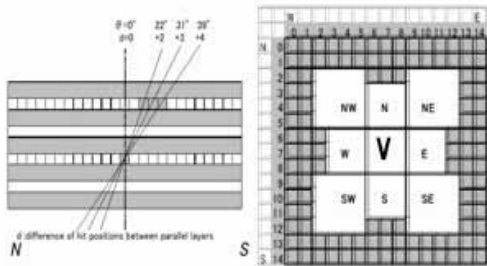 θ=0° 22° 31° 39°
d=0 +2 +3 +4
d difference of hit positions between parallel layers
N S
N E
0 1 2 3 4 5 6 7 8 9 10 11 12 13 14
N 0
1
2
3
4 NW N NE
5
6
7 W V E
8
9
10 SW S SE
11
12
13
S 14